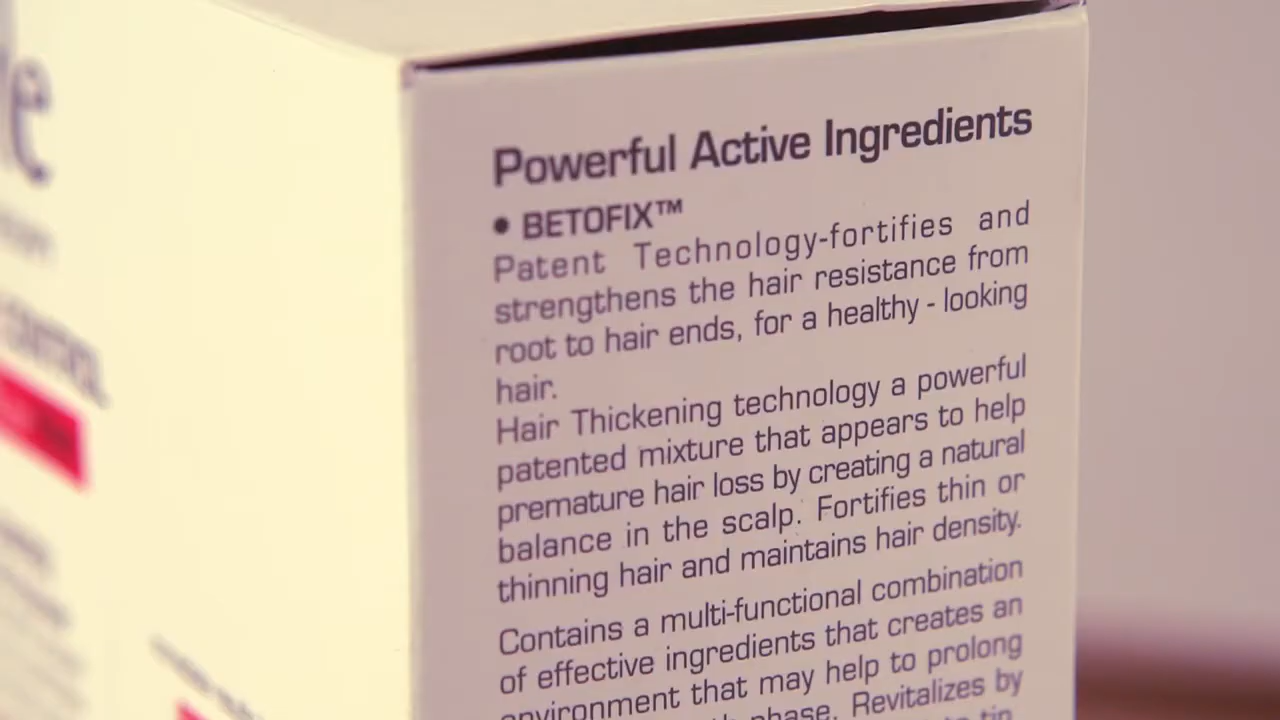 Powerful Active Ingredients
• BETOFIX™
Patent Technology-fortifies and
strengthens the hair resistance from
root to hair ends, for a healthy - looking
hair.
Hair Thickening technology a powerful
patented mixture that appears to help
premature hair loss by creating a natural
balance in the scalp. Fortifies thin or
thinning hair and maintains hair density.
Contains a multi-functional combination
of effective ingredients that creates an
environment that may help to prolong
phase. Revitalizes by
CONTROL